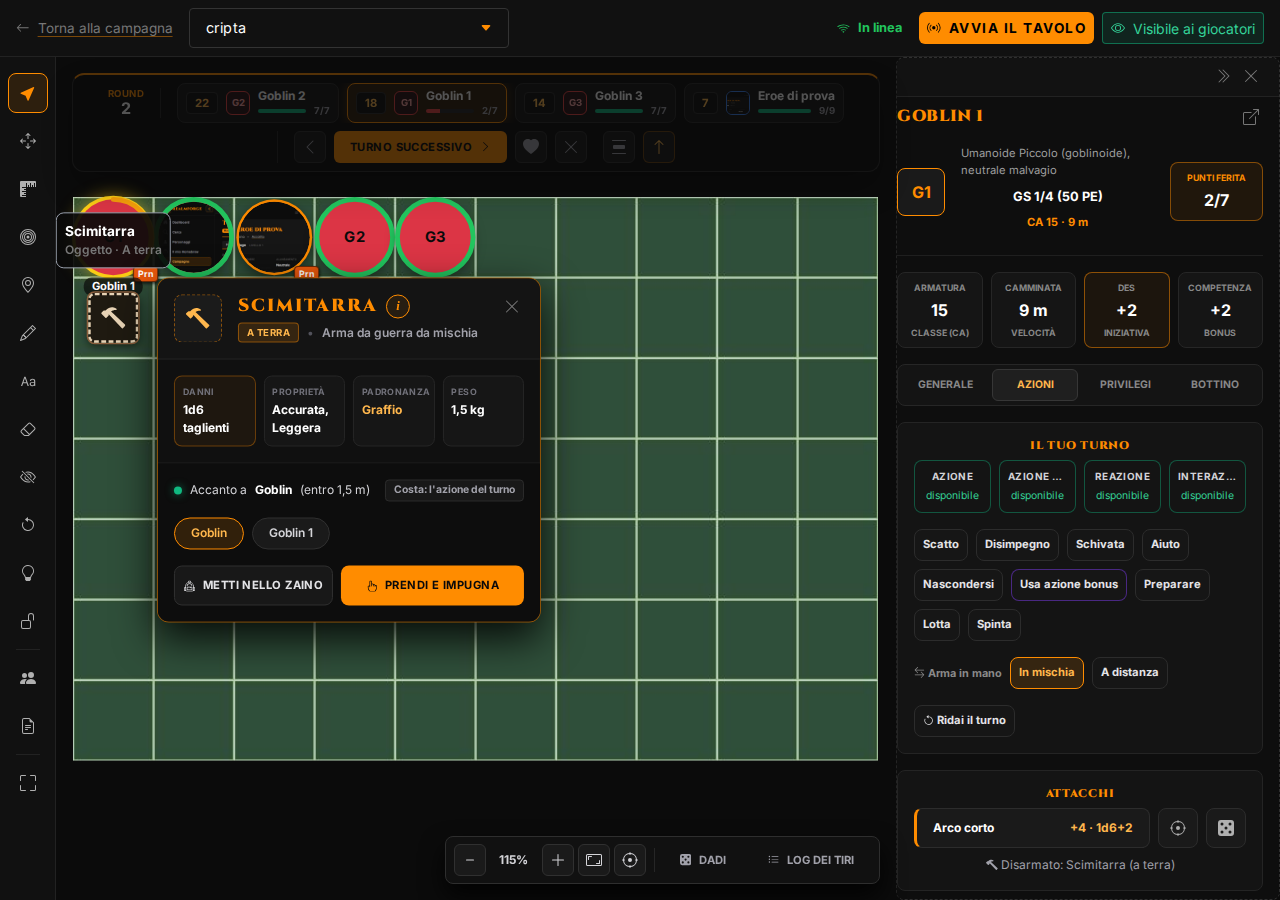 Torna alla campagna
cripta
In linea
AVVIA IL TAVOLO
Visibile ai giocatori
ROUND
2
22
G2
Goblin 2
7/7
18
G1
Goblin 1
2/7
14
G3
Goblin 3
7/7
7
Eroe di prova
9/9
TURNO SUCCESSIVO
Scimitarra
Oggetto · A terra
Prn
Goblin 1
EROE DI PROVA
Prn
G2
G3
SCIMITARRA
i
A TERRA
• Arma da guerra da mischia
DANNI
1d6
taglienti
PROPRIETÀ
Accurata,
Leggera
PADRONANZA
Graffio
PESO
1,5 kg
Accanto a Goblin (entro 1,5 m)
Costa: l'azione del turno
Goblin
Goblin 1
METTI NELLO ZAINO
PRENDI E IMPUGNA
Aa
115%
DADI
LOG DEI TIRI
GOBLIN 1
G1
Umanoide Piccolo (goblinoide),
neutrale malvagio
GS 1/4 (50 PE)
CA 15 · 9 m
PUNTI FERITA
2/7
ARMATURA
15
CLASSE (CA)
CAMMINATA
9 m
VELOCITÀ
DES
+2
INIZIATIVA
COMPETENZA
+2
BONUS
GENERALE
AZIONI
PRIVILEGI
BOTTINO
IL TUO TURNO
AZIONE
disponibile
AZIONE ...
disponibile
REAZIONE
disponibile
INTERAZ...
disponibile
Scatto
Disimpegno
Schivata
Aiuto
Nascondersi
Usa azione bonus
Preparare
Lotta
Spinta
Arma in mano
In mischia
A distanza
Ridai il turno
ATTACCHI
Arco corto
+4 · 1d6+2
Disarmato: Scimitarra (a terra)